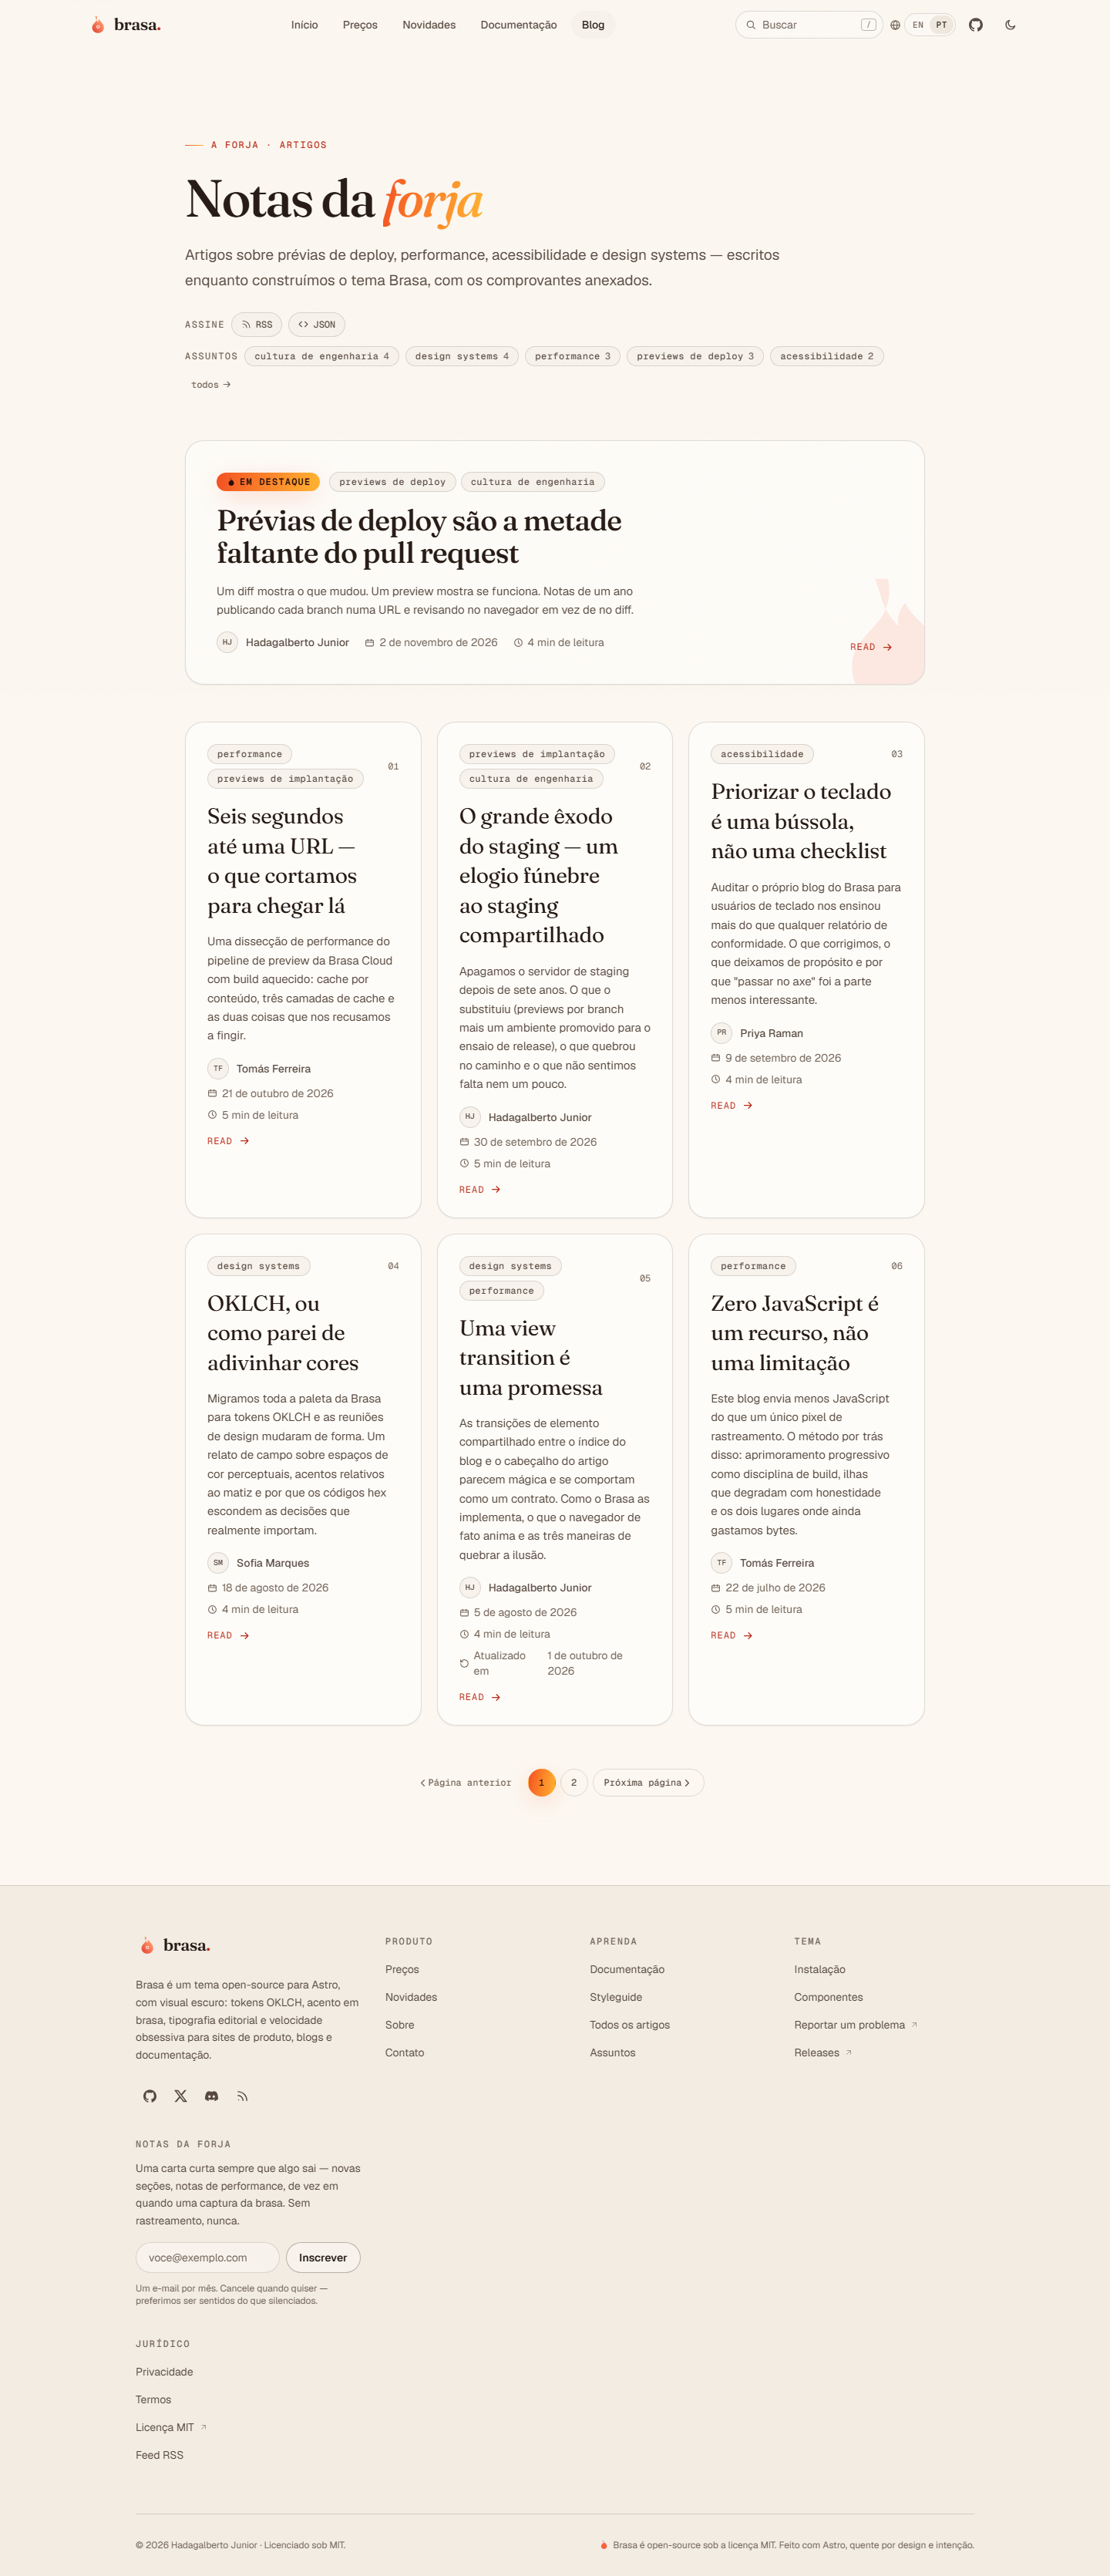 brasa.
Início
Preços
Novidades
Documentação
Blog
Buscar
/
EN
PT
A FORJA · ARTIGOS
Notas da forja
Artigos sobre prévias de deploy, performance, acessibilidade e design systems — escritos
enquanto construímos o tema Brasa, com os comprovantes anexados.
ASSINE
RSS
JSON
ASSUNTOS
cultura de engenharia 4
design systems 4
performance 3
previews de deploy 3
acessibilidade 2
todos →
EM DESTAQUE
previews de deploy
cultura de engenharia
Prévias de deploy são a metade
faltante do pull request
Um diff mostra o que mudou. Um preview mostra se funciona. Notas de um ano
publicando cada branch numa URL e revisando no navegador em vez de no diff.
HJ
Hadagalberto Junior
2 de novembro de 2026
4 min de leitura
READ →
performance
previews de implantação
01
Seis segundos
até uma URL —
o que cortamos
para chegar lá
Uma dissecção de performance do
pipeline de preview da Brasa Cloud
com build aquecido: cache por
conteúdo, três camadas de cache e
as duas coisas que nos recusamos
a fingir.
TF
Tomás Ferreira
21 de outubro de 2026
5 min de leitura
READ →
previews de implantação
cultura de engenharia
02
O grande êxodo
do staging — um
elogio fúnebre
ao staging
compartilhado
Apagamos o servidor de staging
depois de sete anos. O que o
substituiu (previews por branch
mais um ambiente promovido para o
ensaio de release), o que quebrou
no caminho e o que não sentimos
falta nem um pouco.
HJ
Hadagalberto Junior
30 de setembro de 2026
5 min de leitura
READ →
acessibilidade
03
Priorizar o teclado
é uma bússola,
não uma checklist
Auditar o próprio blog do Brasa para
usuários de teclado nos ensinou
mais do que qualquer relatório de
conformidade. O que corrigimos, o
que deixamos de propósito e por
que "passar no axe" foi a parte
menos interessante.
PR
Priya Raman
9 de setembro de 2026
4 min de leitura
READ →
design systems
04
OKLCH, ou
como parei de
adivinhar cores
Migramos toda a paleta da Brasa
para tokens OKLCH e as reuniões
de design mudaram de forma. Um
relato de campo sobre espaços de
cor perceptuais, acentos relativos
ao matiz e por que os códigos hex
escondem as decisões que
realmente importam.
SM
Sofia Marques
18 de agosto de 2026
4 min de leitura
READ →
design systems
performance
05
Uma view
transition é
uma promessa
As transições de elemento
compartilhado entre o índice do
blog e o cabeçalho do artigo
parecem mágica e se comportam
como um contrato. Como o Brasa as
implementa, o que o navegador de
fato anima e as três maneiras de
quebrar a ilusão.
HJ
Hadagalberto Junior
5 de agosto de 2026
4 min de leitura
Atualizado em 1 de outubro de 2026
READ →
performance
06
Zero JavaScript é
um recurso, não
uma limitação
Este blog envia menos JavaScript
do que um único pixel de
rastreamento. O método por trás
disso: aprimoramento progressivo
como disciplina de build, ilhas
que degradam com honestidade
e os dois lugares onde ainda
gastamos bytes.
TF
Tomás Ferreira
22 de julho de 2026
5 min de leitura
READ →
Página anterior
1
2
Próxima página
brasa.
Brasa é um tema open-source para Astro,
com visual escuro: tokens OKLCH, acento em
brasa, tipografia editorial e velocidade
obsessiva para sites de produto, blogs e
documentação.
NOTAS DA FORJA
Uma carta curta sempre que algo sai — novas
seções, notas de performance, de vez em
quando uma captura da brasa. Sem
rastreamento, nunca.
voce@exemplo.com
Inscrever
Um e-mail por mês. Cancele quando quiser —
preferimos ser sentidos do que silenciados.
PRODUTO
Preços
Novidades
Sobre
Contato
APRENDA
Documentação
Styleguide
Todos os artigos
Assuntos
TEMA
Instalação
Componentes
Reportar um problema
Releases
JURÍDICO
Privacidade
Termos
Licença MIT
Feed RSS
© 2026 Hadagalberto Junior · Licenciado sob MIT.
Brasa é open-source sob a licença MIT. Feito com Astro, quente por design e intenção.